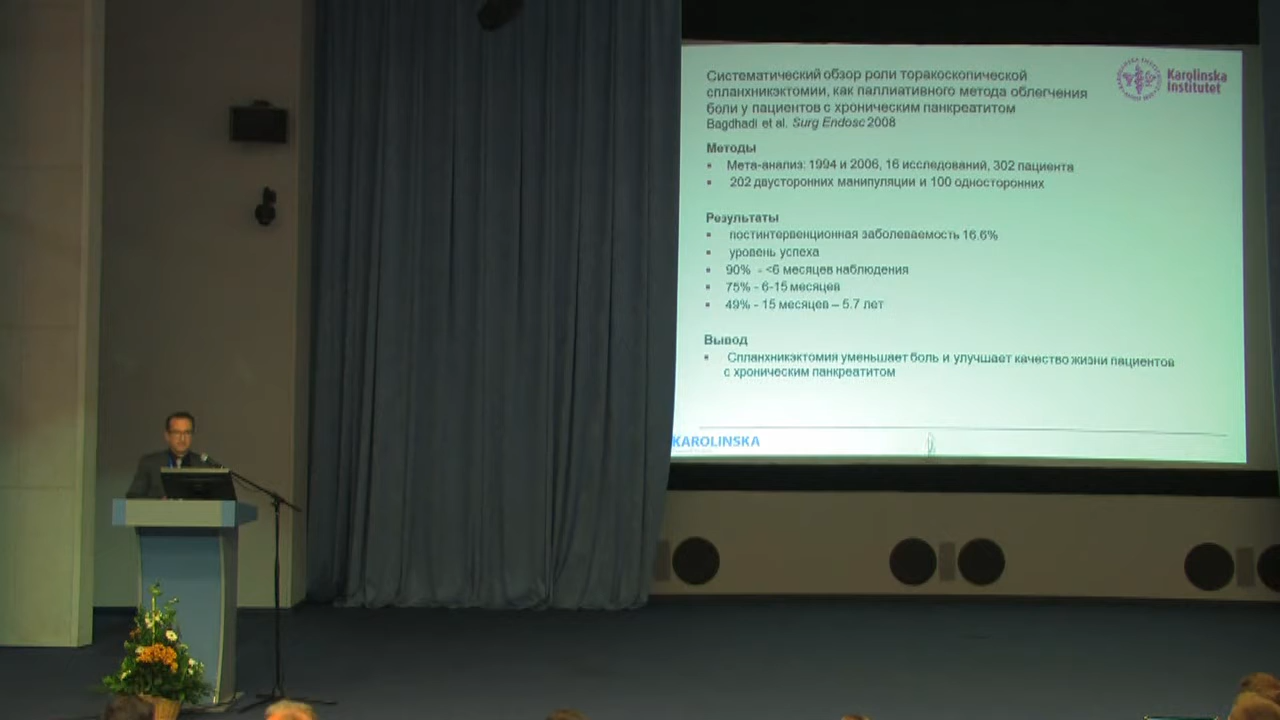 Систематический обзор роли торакоскопической
спланхникэктомии, как паллиативного метода облегчения
боли у пациентов с хроническим панкреатитом
Bagdhadi et al. Surg Endosc 2008
Karolinska
Institutet
Методы
• Мета-анализ: 1994 и 2006, 16 исследований, 302 пациента
• 202 двусторонних манипуляции и 100 односторонних
Результаты
• постинтервенционная заболеваемость 16.6%
• уровень успеха
• 90% - <6 месяцев наблюдения
• 75% - 6-15 месяцев
• 49% - 15 месяцев – 5.7 лет
Вывод
• Спланхникэктомия уменьшает боль и улучшает качество жизни пациентов
с хроническим панкреатитом
KAROLINSKA